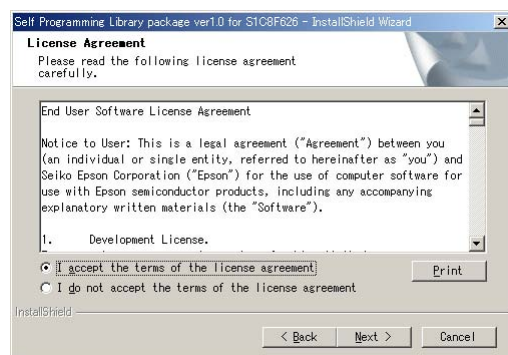 Self Programming Library package ver1.0 for S1C8F626 - InstallShield Wizard
License Agreement
Please read the following license agreement
carefully.
End User Software License Agreement
Notice to User: This is a legal agreement ("Agreement") between you
(an individual or single entity, referred to hereinafter as "you") and
Seiko Epson Corporation ("Epson") for the use of computer software for
use with Epson semiconductor products, including any accompanying
explanatory written materials (the "Software").
1. Development License.
I accept the terms of the license agreement
Print
I do not accept the terms of the license agreement
InstallShield
< Back
Next >
Cancel